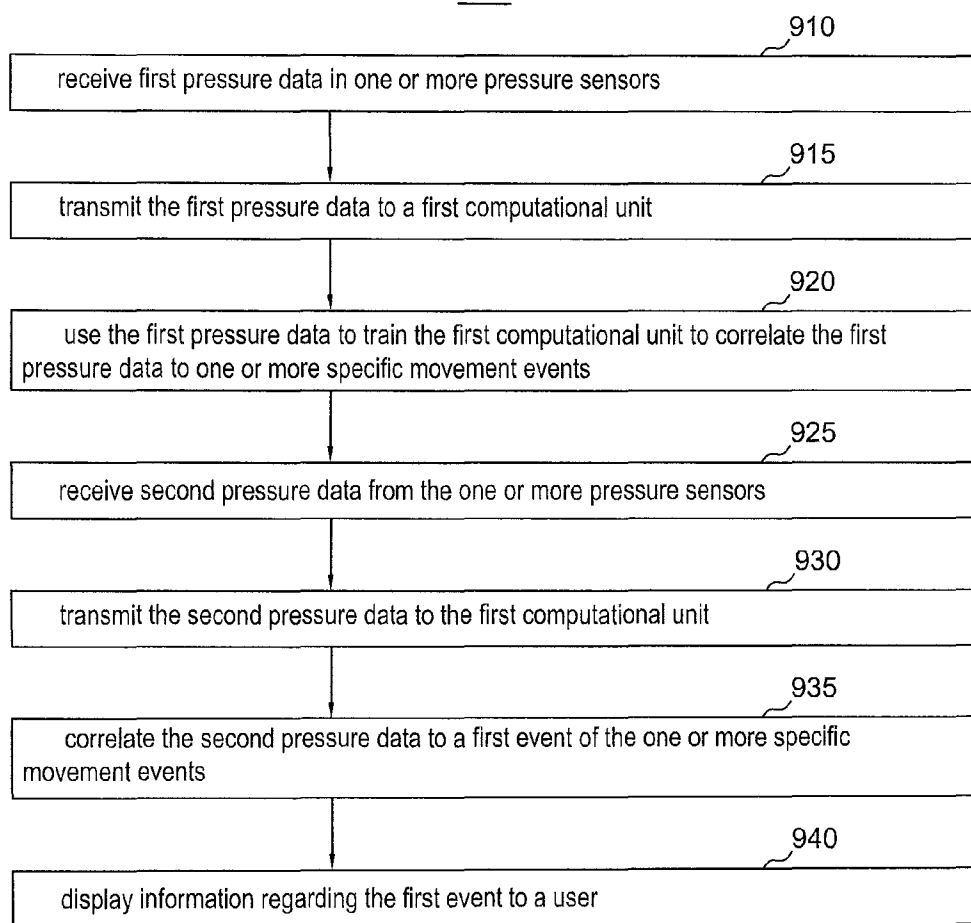 910
receive first pressure data in one or more pressure sensors
915
transmit the first pressure data to a first computational unit
920
use the first pressure data to train the first computational unit to correlate the first
pressure data to one or more specific movement events
925
receive second pressure data from the one or more pressure sensors
930
transmit the second pressure data to the first computational unit
935
correlate the second pressure data to a first event of the one or more specific
movement events
940
display information regarding the first event to a user